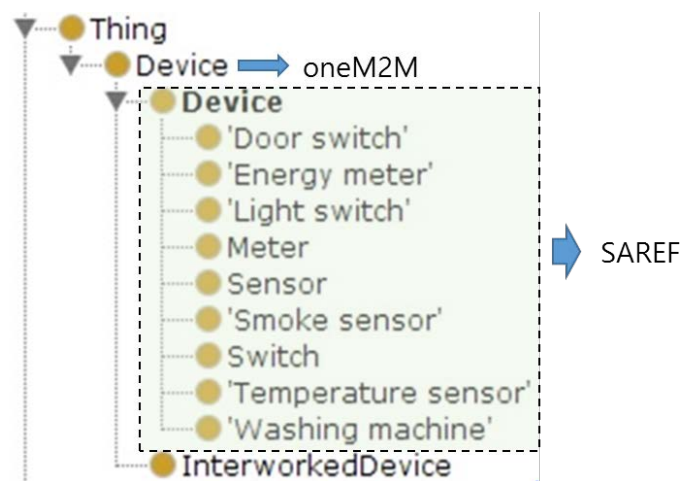 Thing
Device oneM2M
Device
'Door switch'
'Energy meter'
'Light switch'
Meter
Sensor
SAREF
'Smoke sensor'
Switch
'Temperature sensor'
'Washing machine'
InterworkedDevice